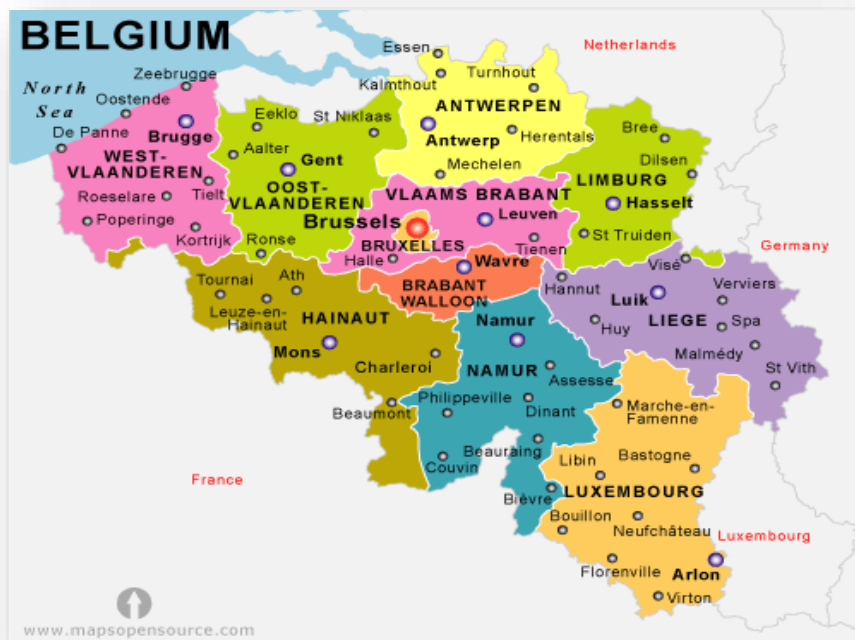 BELGIUM
North
Sea
Netherlands
Essen
Kalmthout
Turnhout
Zeebrugge
Oostende
De Panne
Brugge
WEST-
VLAANDEREN
Roeselare
Tielt
Poperinge
Kortrijk
Eeklo
St Niklaas
Aalter
Gent
OOST-
VLAANDEREN
Ronse
ANTWERPEN
Antwerp
Herentals
Mechelen
Bree
Dilsen
LIMBURG
Hasselt
St Truiden
VLAAMS BRABANT
Leuven
Brussels
BRUXELLES
Halle
Tienen
Germany
Wavre
BRABANT
WALLOON
Tournai
Ath
Leuze-en-
Hainaut
HAINAUT
Mons
Charleroi
Beaumont
Visé
Hannut
Luik
Verviers
LIEGE
Spa
Huy
Malmédy
St Vith
Namur
NAMUR
Assesse
Philippeville
Dinant
Beauraing
Couvin
Bièvre
Marche-en-
Famenne
Libin
Bastogne
LUXEMBOURG
Bouillon
Neufchâteau
Florenville
Arlon
Virton
France
Luxembourg
www.mapsopensource.com